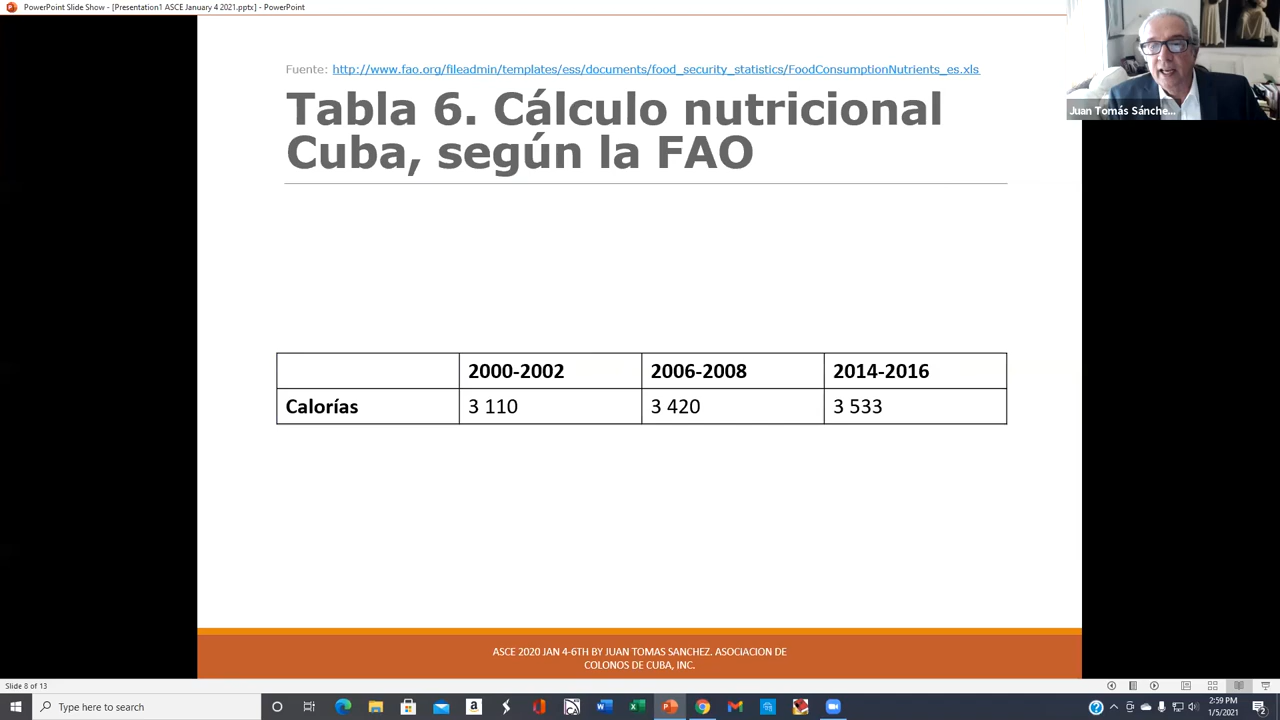 PowerPoint Slide Show - [Presentation1 ASCE January 4 2021.pptx] - PowerPoint
Fuente: http://www.fao.org/fileadmin/templates/ess/documents/food_security_statistics/FoodConsumptionNutrients_es.xls
Juan Tomás Sánche...
Tabla 6. Cálculo nutricional
Cuba, según la FAO
2000-2002 2006-2008 2014-2016
Calorías 3 110 3 420 3 533
ASCE 2020 JAN 4-6TH BY JUAN TOMAS SANCHEZ. ASOCIACION DE
COLONOS DE CUBA, INC.
Slide 8 of 13
Type here to search
2:59 PM
1/5/2021
2